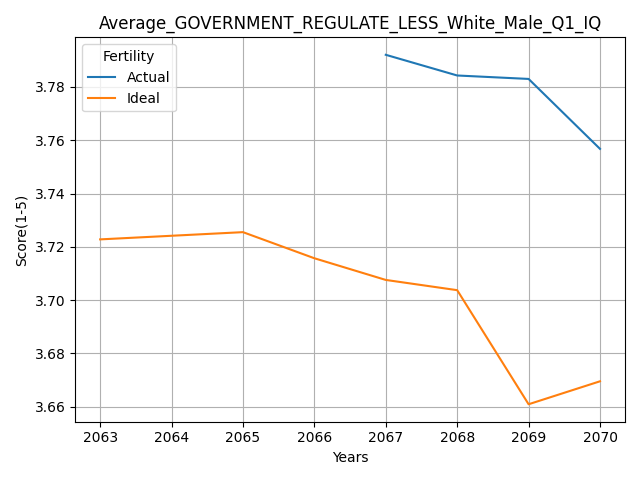 Average_GOVERNMENT_REGULATE_LESS_White_Male_Q1_IQ
Fertility
Actual
Ideal
Score(1-5)
3.78
3.76
3.74
3.72
3.70
3.68
3.66
2063 2064 2065 2066 2067 2068 2069 2070
Years